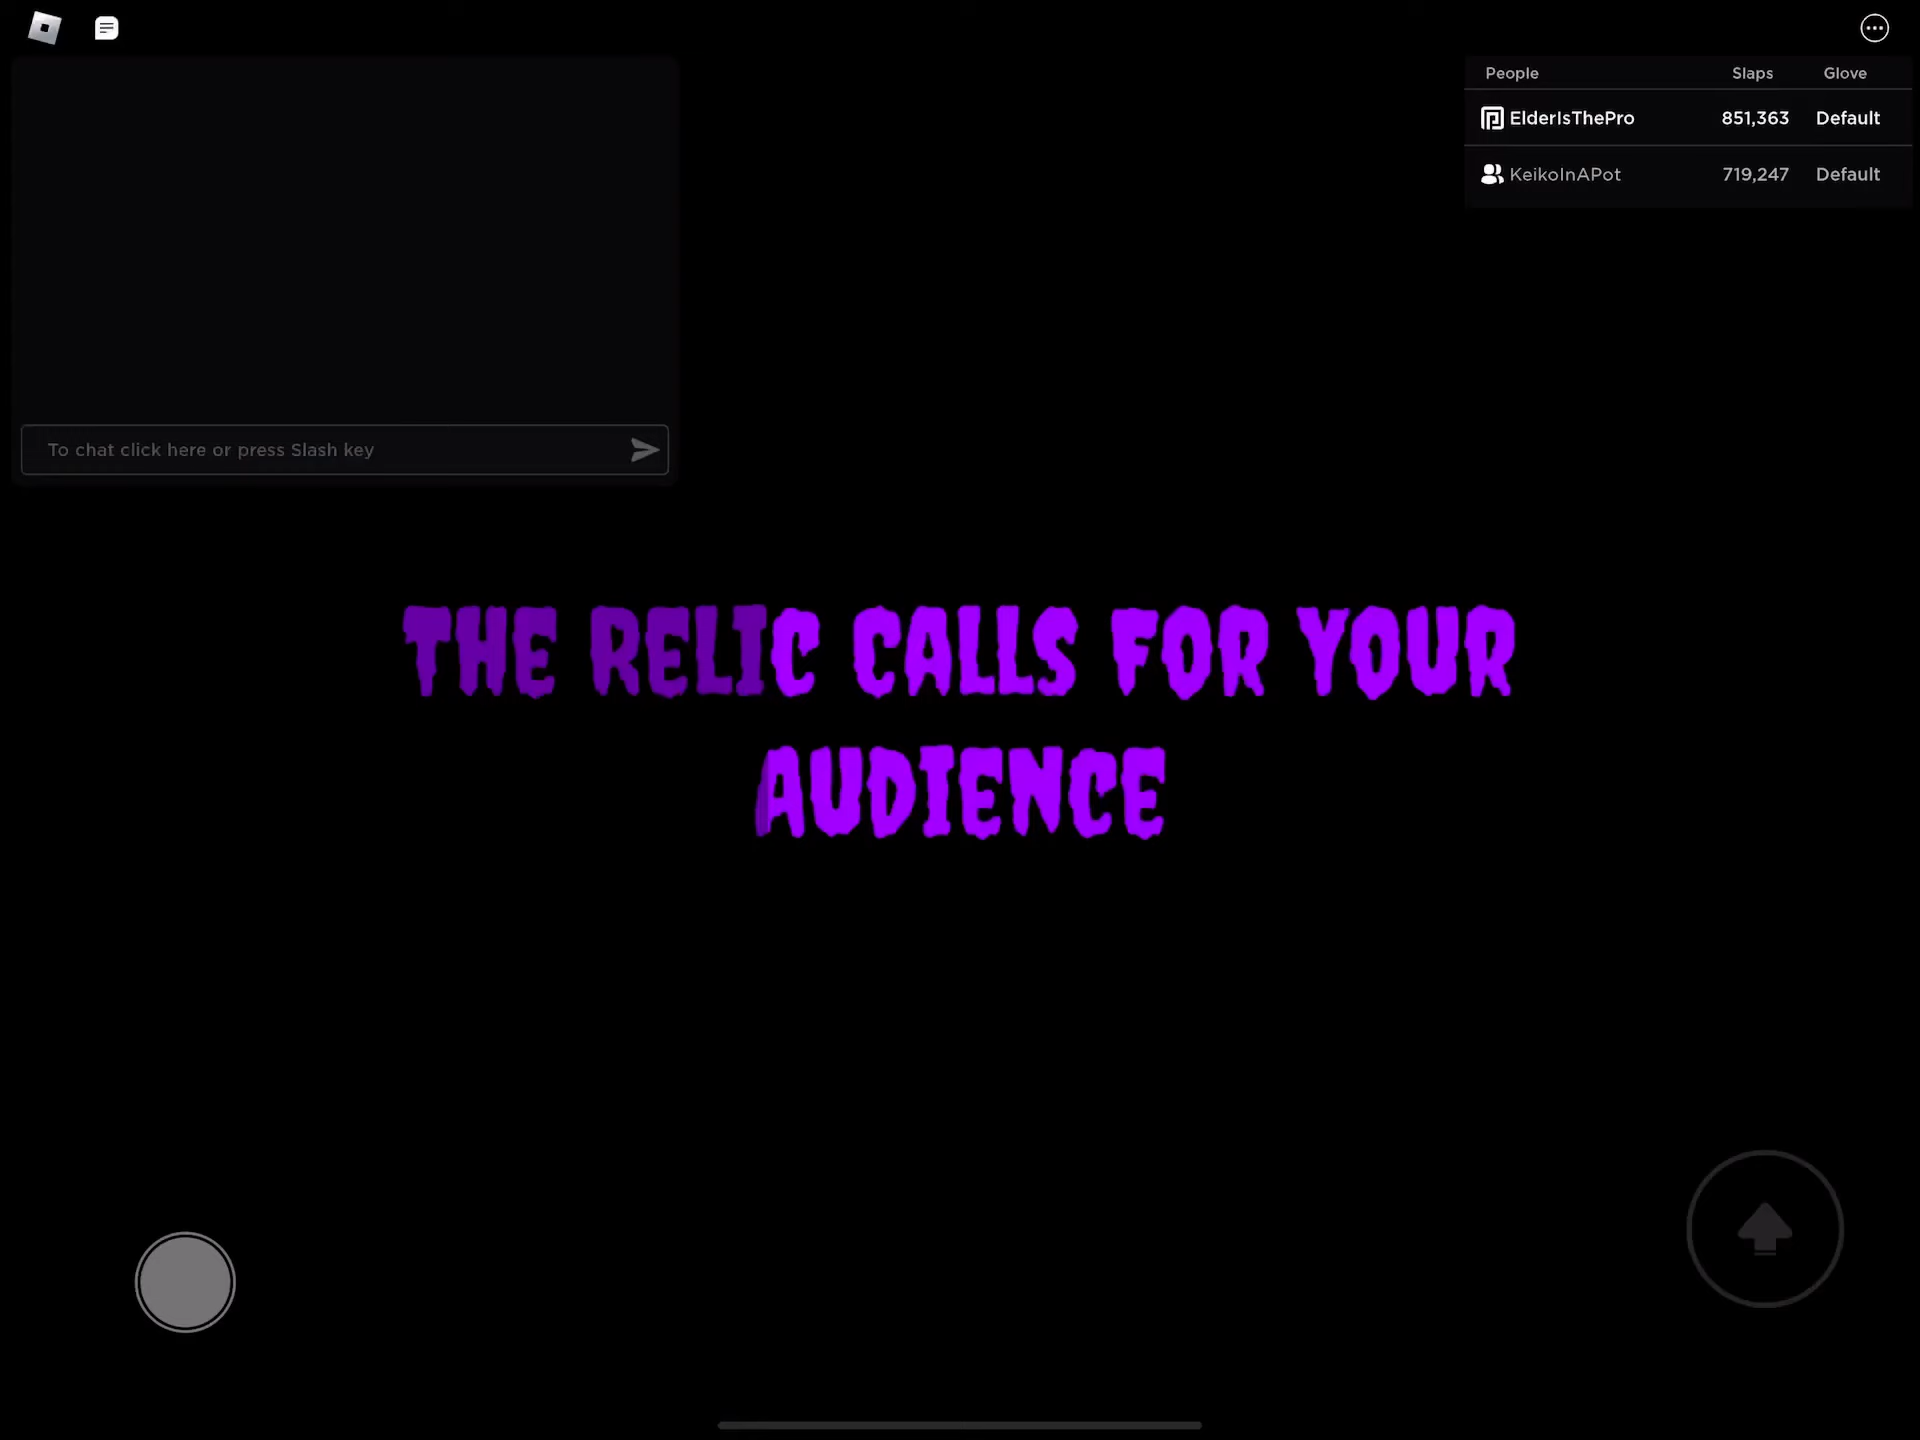 People Slaps Glove
ElderIsThePro 851,363 Default
KeikoInAPot 719,247 Default
To chat click here or press Slash key
THE RELIC CALLS FOR YOUR
AUDIENCE